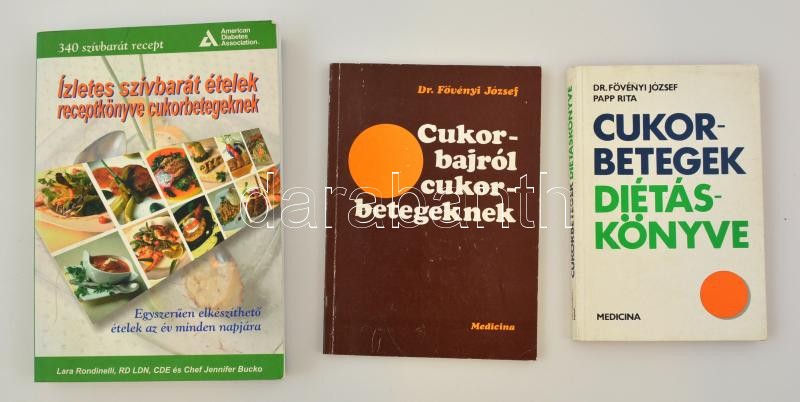 340 szívbarát recept
American
Diabetes
Association.
Ízletes szívbarát ételek
receptkönyve cukorbetegeknek
Egyszerűen elkészíthető
ételek az év minden napjára
Lara Rondinelli, RD LDN, CDE és Chef Jennifer Bucko
Dr. Fövényi József
Cukor-
bajról
cukor-
betegeknek
Medicina
CUKORBETEGEK DIÉTÁSKÖNYVE
DR. FÖVÉNYI JÓZSEF
PAPP RITA
CUKOR-
BETEGEK
DIÉTÁS-
KÖNYVE
MEDICINA
darabanth